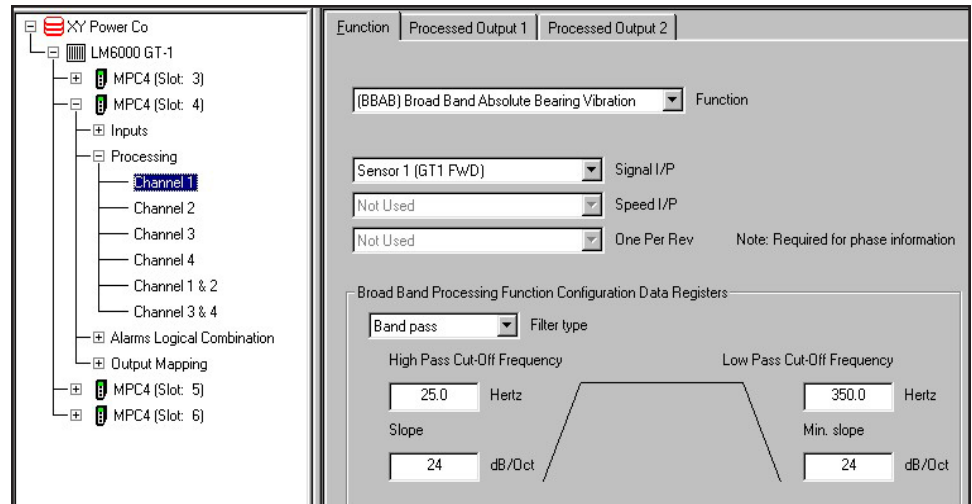 XY Power Co
LM6000 GT-1
MPC4 (Slot: 3)
MPC4 (Slot: 4)
Inputs
Processing
Channel 1
Channel 2
Channel 3
Channel 4
Channel 1 & 2
Channel 3 & 4
Alarms Logical Combination
Output Mapping
MPC4 (Slot: 5)
MPC4 (Slot: 6)
Function Processed Output 1 Processed Output 2
(BBAB) Broad Band Absolute Bearing Vibration Function
Sensor 1 (GT1 FWD) Signal I/P
Not Used Speed I/P
Not Used One Per Rev Note: Required for phase information
Broad Band Processing Function Configuration Data Registers
Band pass Filter type
High Pass Cut-Off Frequency Low Pass Cut-Off Frequency
25.0 Hertz 350.0 Hertz
Slope Min. slope
24 dB/Oct 24 dB/Oct